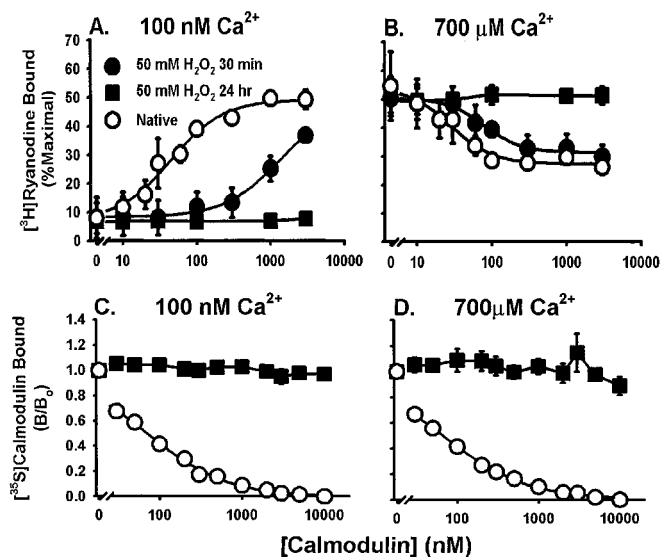 A. 100 nM Ca2+
B. 700 µM Ca2+
[3H]Ryanodine Bound
(%Maximal)
70
60
50
40
30
20
10
0
50 mM H2O2 30 min
50 mM H2O2 24 hr
Native
0 10 100 1000 10000
0 10 100 1000 10000
C. 100 nM Ca2+
D. 700µM Ca2+
[35S]Calmodulin Bound
(B/Bo)
1.4
1.2
1.0
0.8
0.6
0.4
0.2
0.0
0 100 1000 10000
0 100 1000 10000
[Calmodulin] (nM)